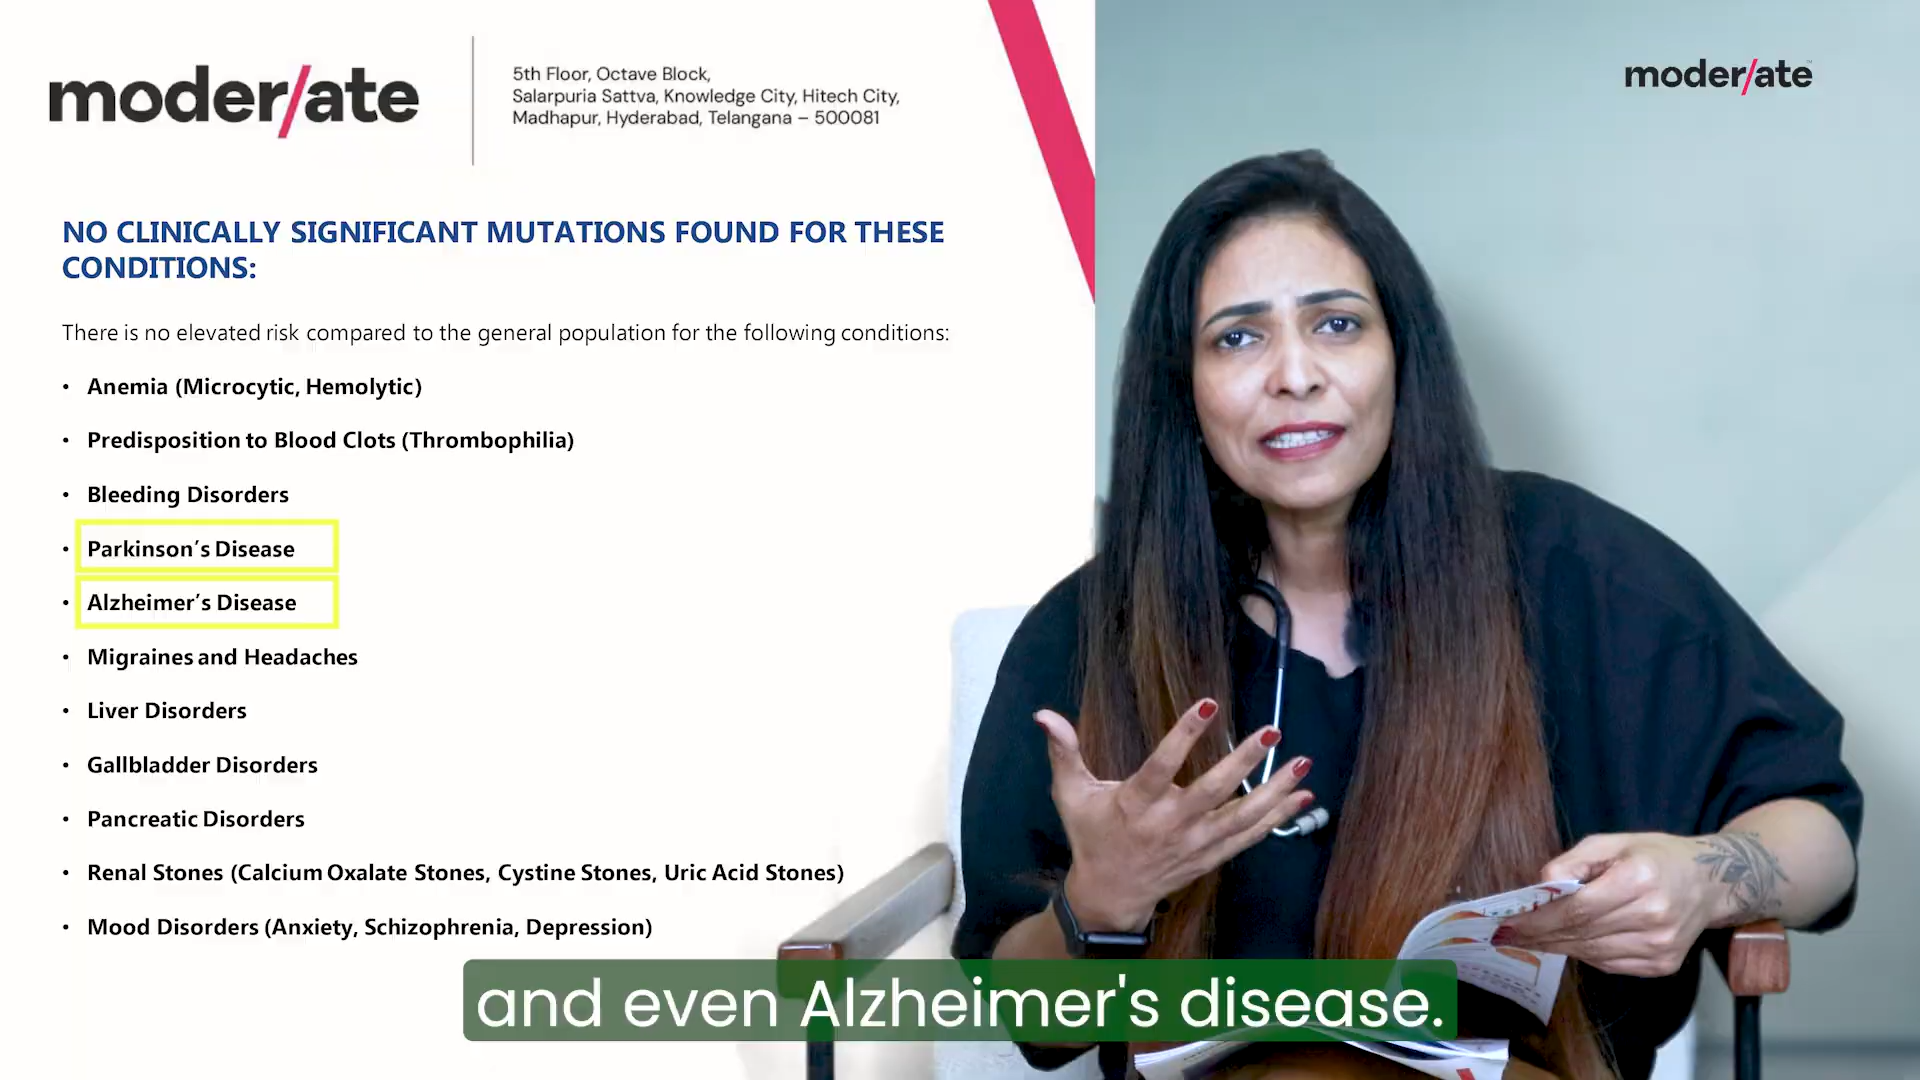 moder/ate
5th Floor, Octave Block,
Salarpuria Sattva, Knowledge City, Hitech City,
Madhapur, Hyderabad, Telangana – 500081
moder/ate
NO CLINICALLY SIGNIFICANT MUTATIONS FOUND FOR THESE
CONDITIONS:
There is no elevated risk compared to the general population for the following conditions:
• Anemia (Microcytic, Hemolytic)
• Predisposition to Blood Clots (Thrombophilia)
• Bleeding Disorders
• Parkinson's Disease
• Alzheimer's Disease
• Migraines and Headaches
• Liver Disorders
• Gallbladder Disorders
• Pancreatic Disorders
• Renal Stones (Calcium Oxalate Stones, Cystine Stones, Uric Acid Stones)
• Mood Disorders (Anxiety, Schizophrenia, Depression)
and even Alzheimer's disease.